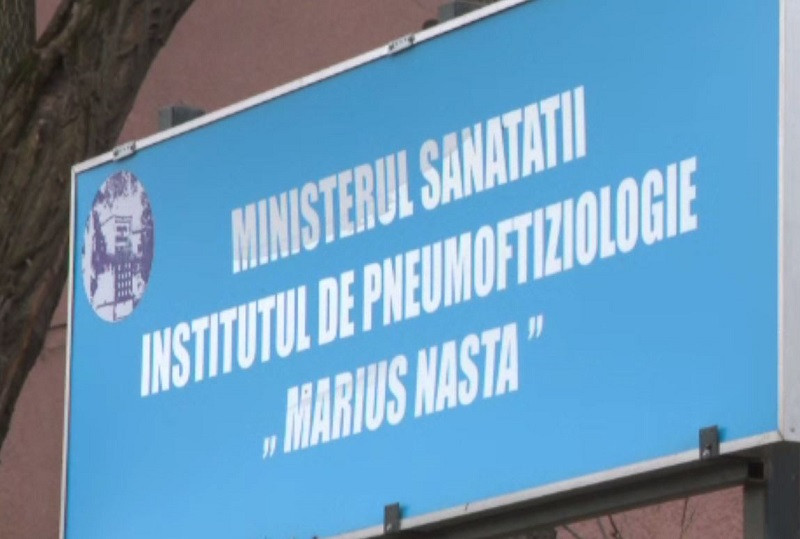 MINISTERUL SANATATII
INSTITUTUL DE PNEUMOFTIZIOLOGIE
„ MARIUS NASTA ”